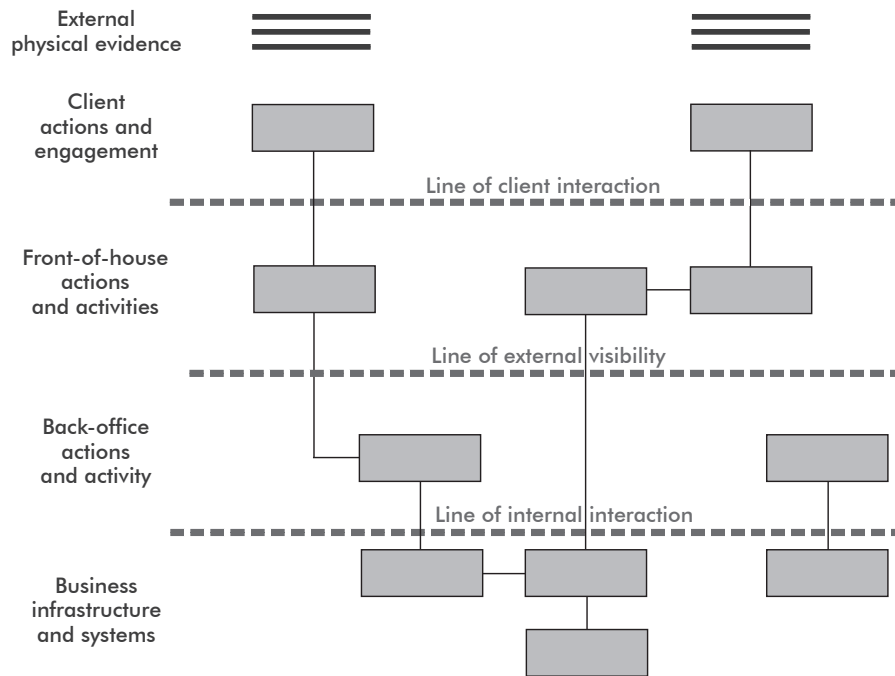 External
physical evidence
Client
actions and
engagement
Line of client interaction
Front-of-house
actions
and activities
Line of external visibility
Back-office
actions
and activity
Line of internal interaction
Business
infrastructure
and systems